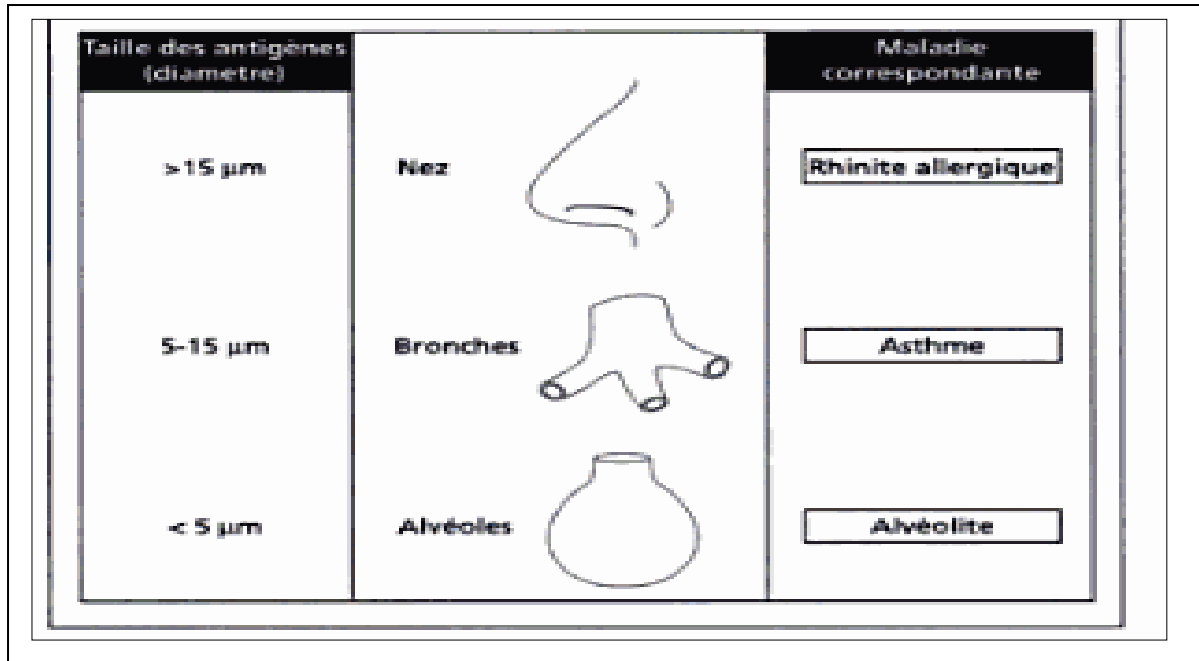 Taille des antigènes
(diametre)
Maladie
correspondante
>15 µm
Nez
Rhinite allergique
5-15 µm
Bronches
Asthme
< 5 µm
Alvéoles
Alvéolite